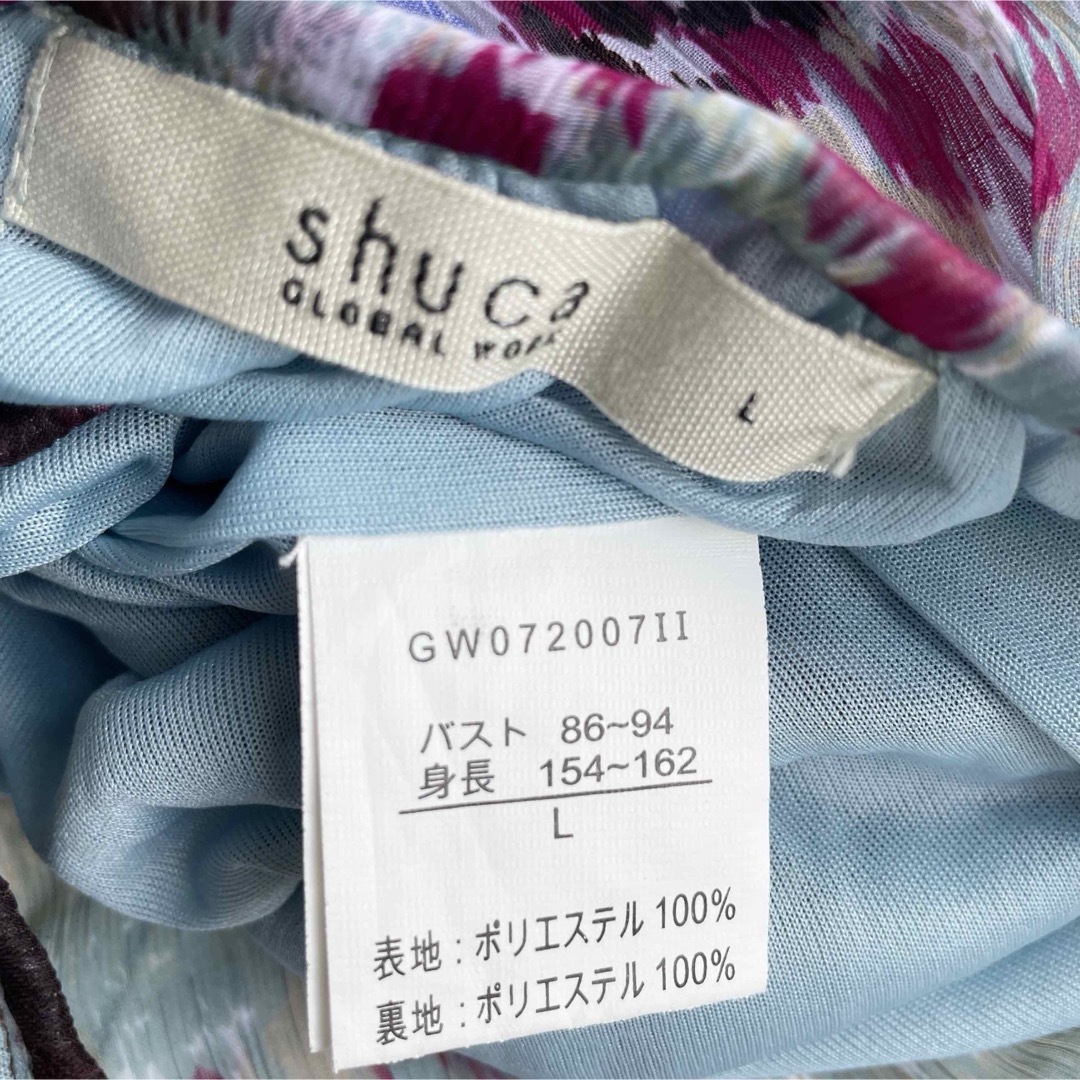 shuca
GLOBAL
L
GW072007II
バスト 86~94
身長 154~162
L
表地 : ポリエステル 100%
裏地 : ポリエステル 100%